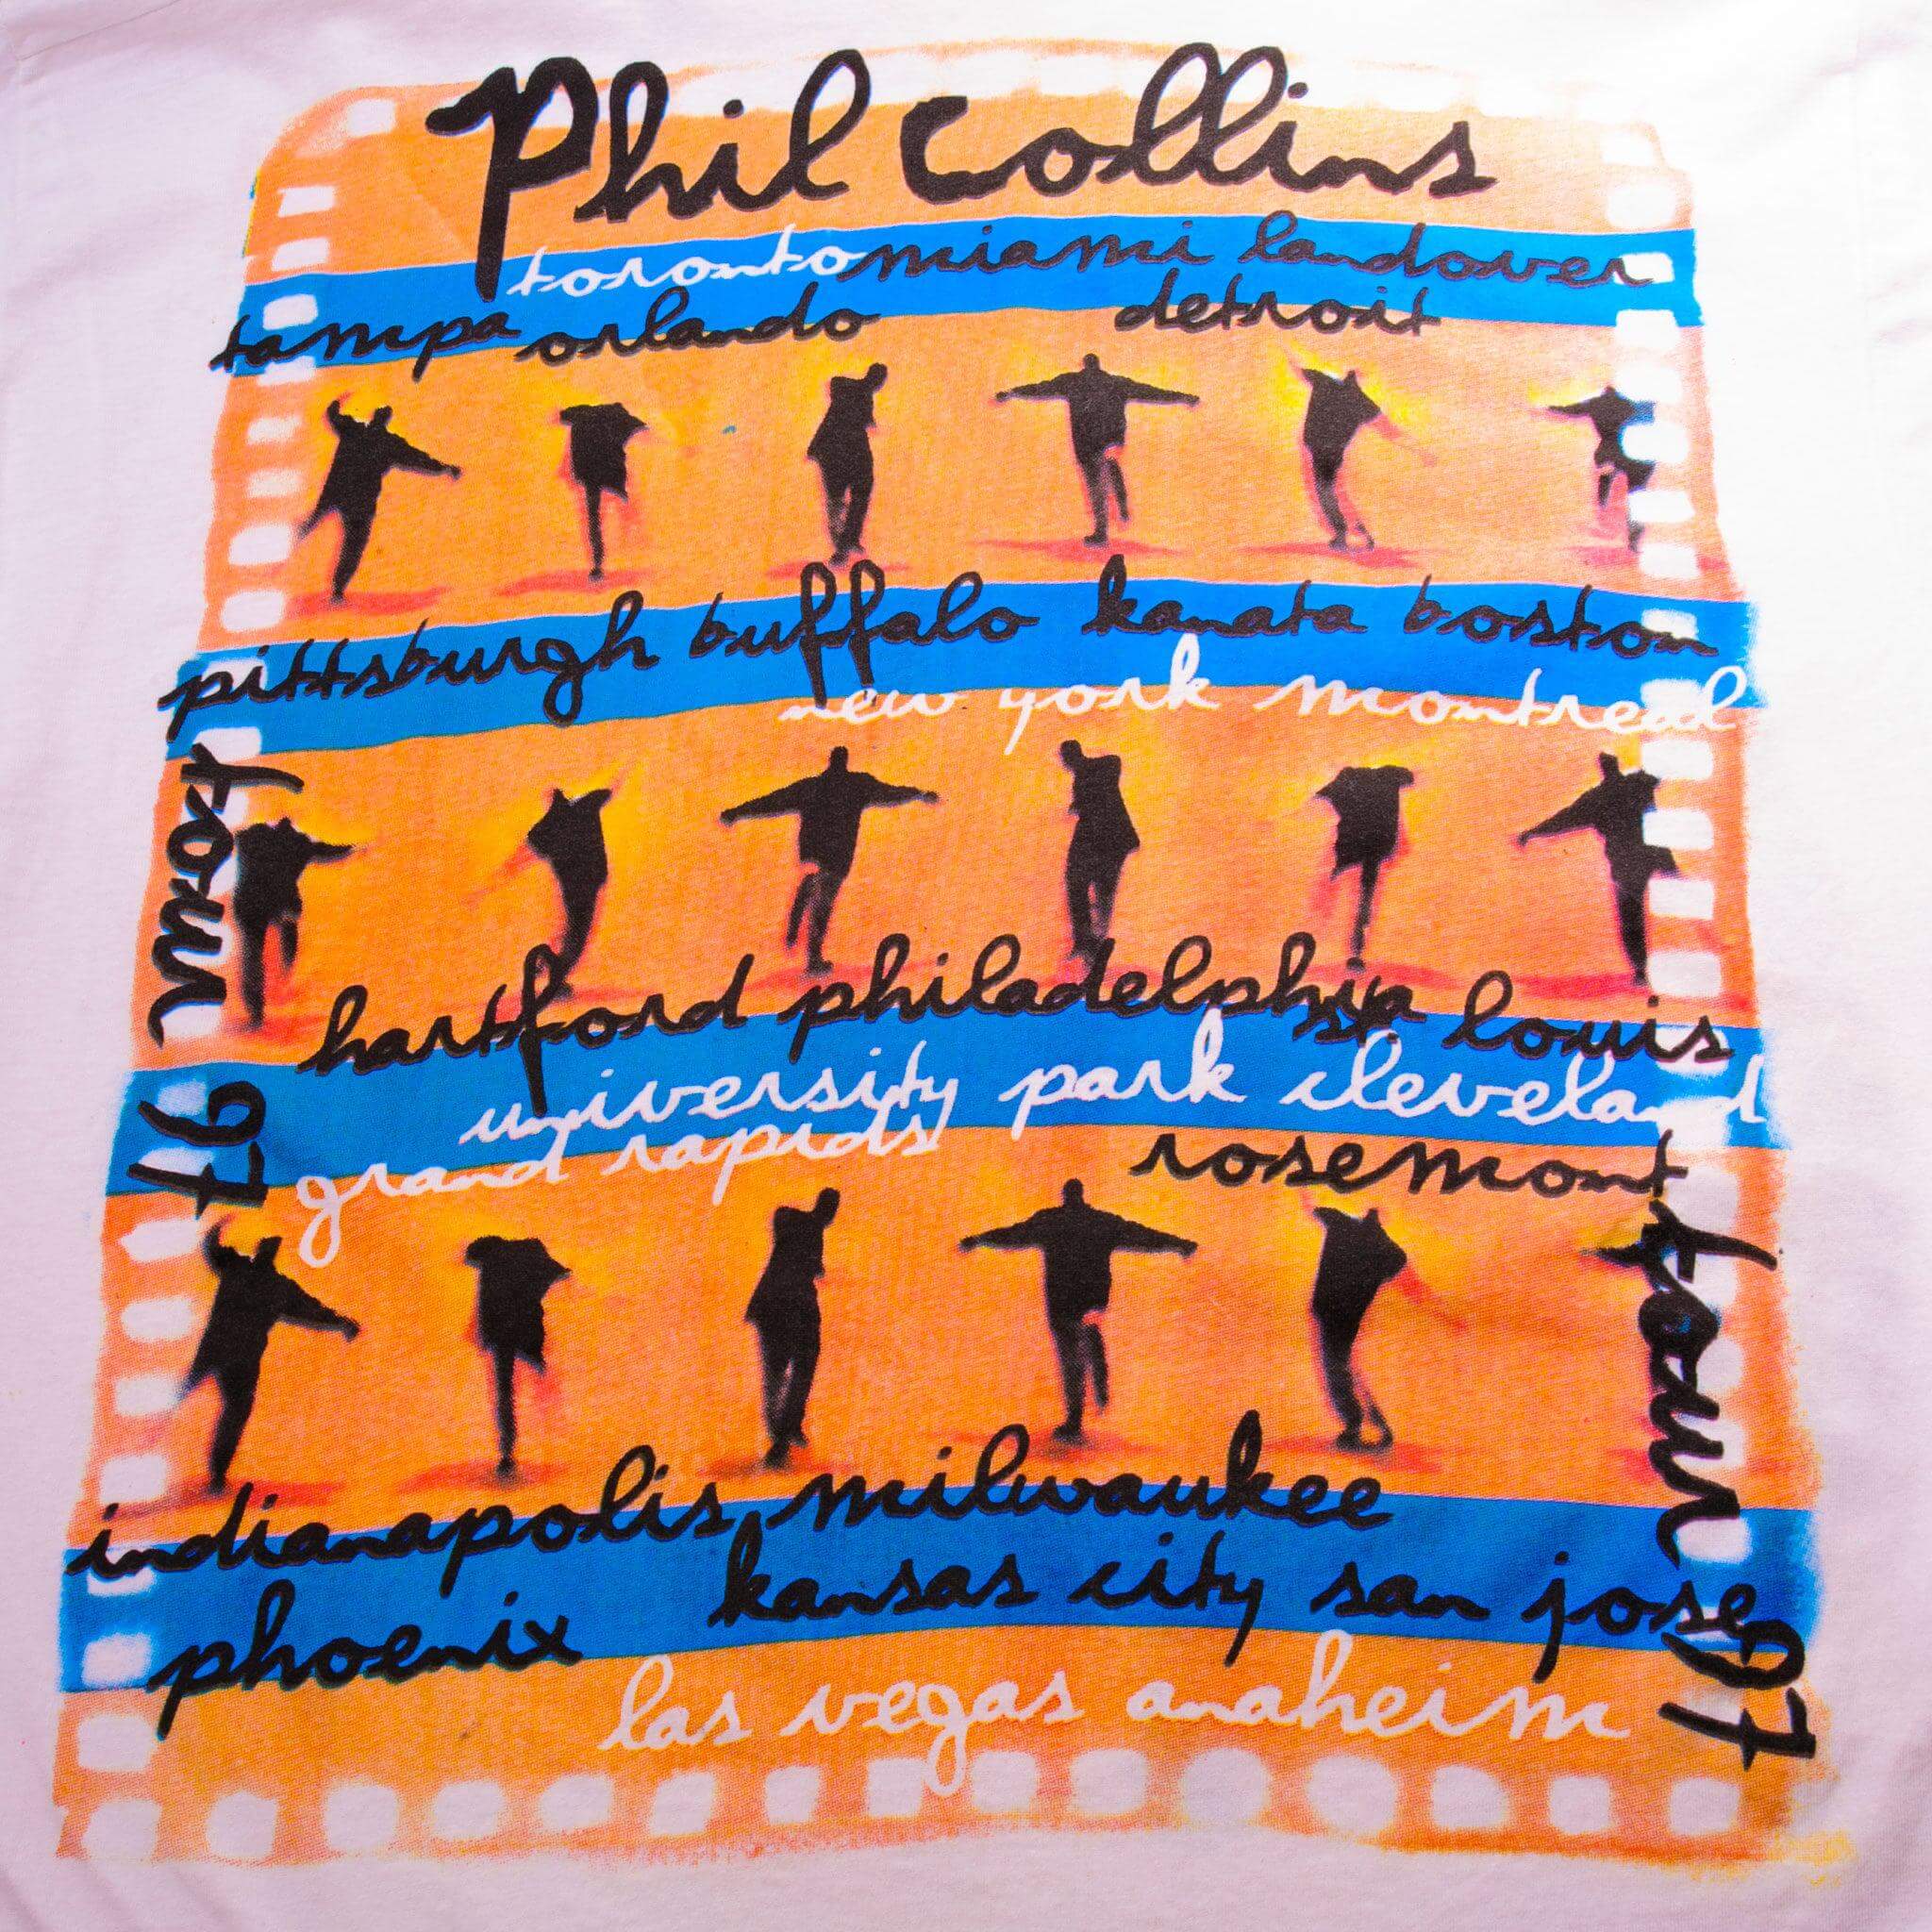 Phil Collins
toronto miami landover
tampa orlando detroit
pittsburgh buffalo kanata boston
new york montreal
tour 97
hartford philadelphia st. louis
university park cleveland
grand rapids rosemont
tour 97
indianapolis milwaukee
phoenix kansas city san jose
las vegas anaheim